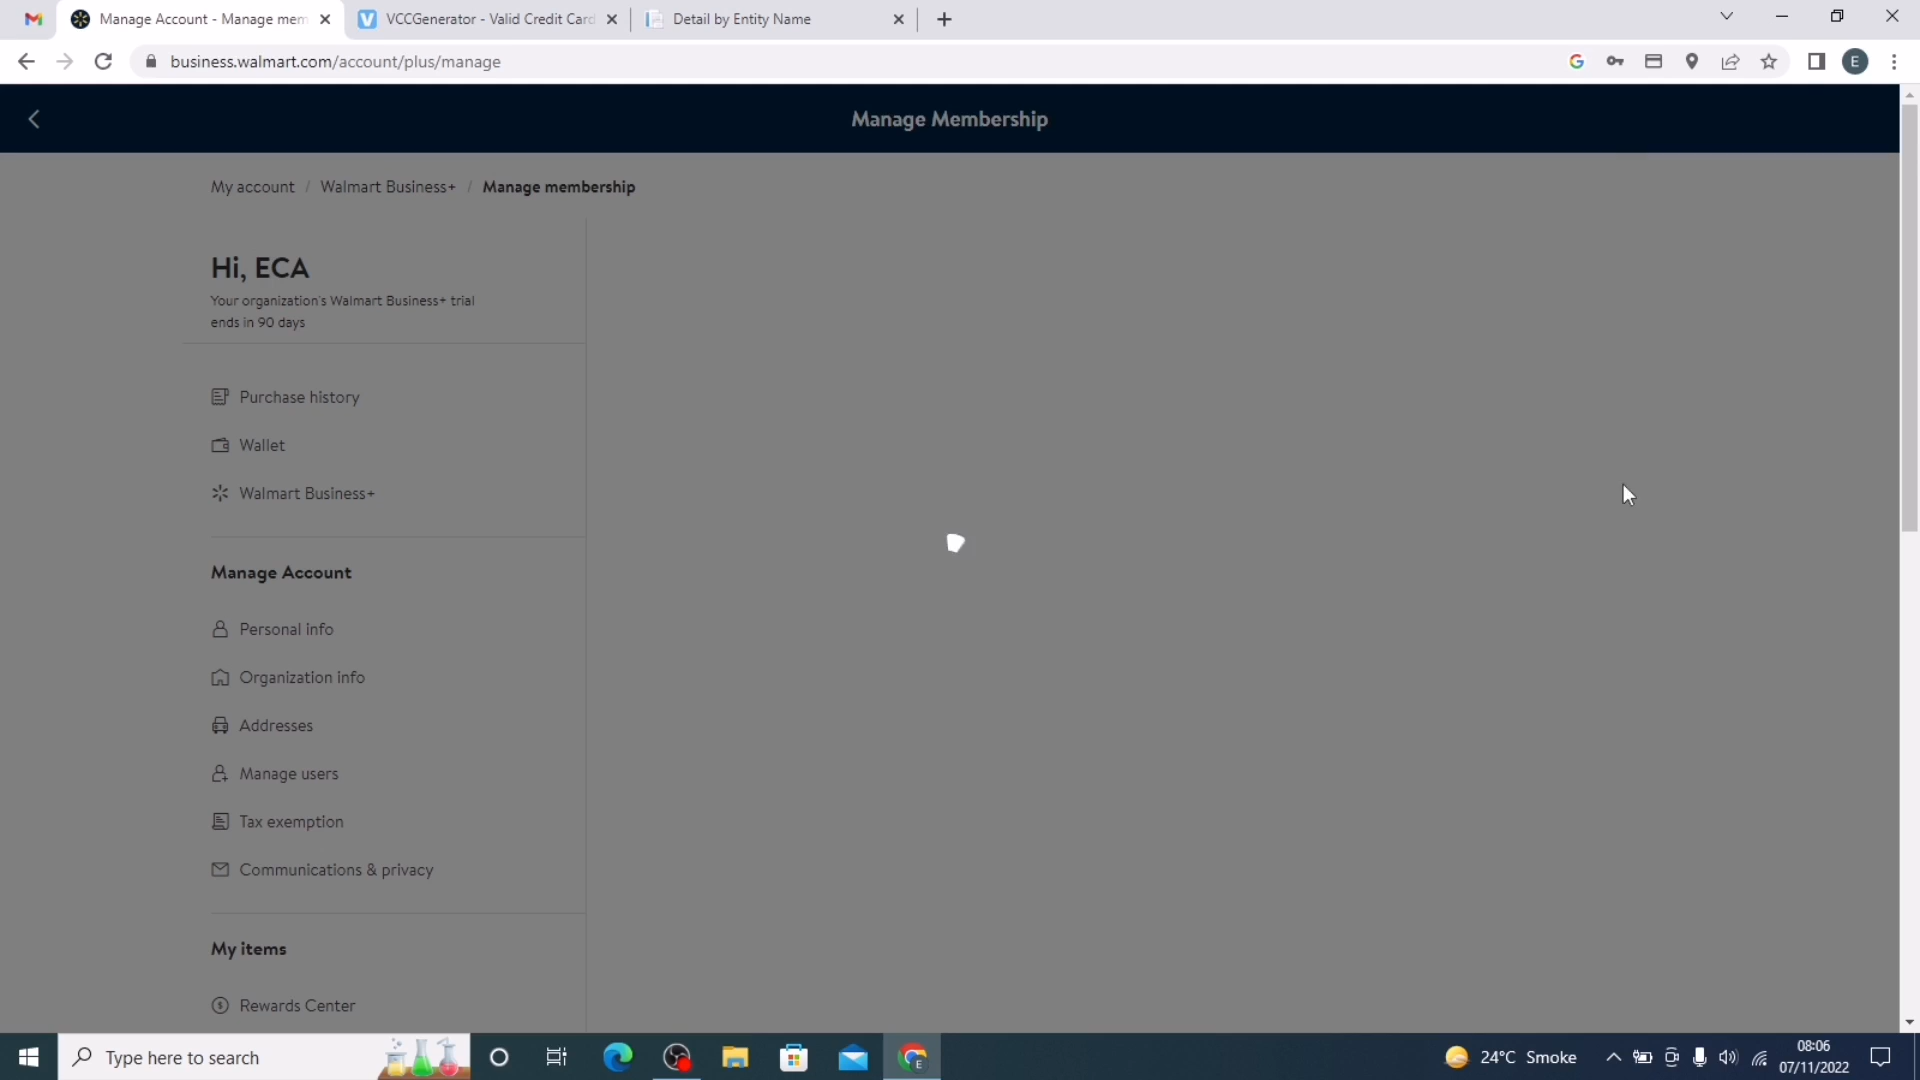 Manage Account - Manage mem
VCCGenerator - Valid Credit Card
Detail by Entity Name
business.walmart.com/account/plus/manage
E
Manage Membership
My account / Walmart Business+ / Manage membership
Hi, ECA
Your organization's Walmart Business+ trial
ends in 90 days
Purchase history
Wallet
Walmart Business+
Manage Account
Personal info
Organization info
Addresses
Manage users
Tax exemption
Communications & privacy
My items
Rewards Center
Type here to search
24°C Smoke
08:06
07/11/2022